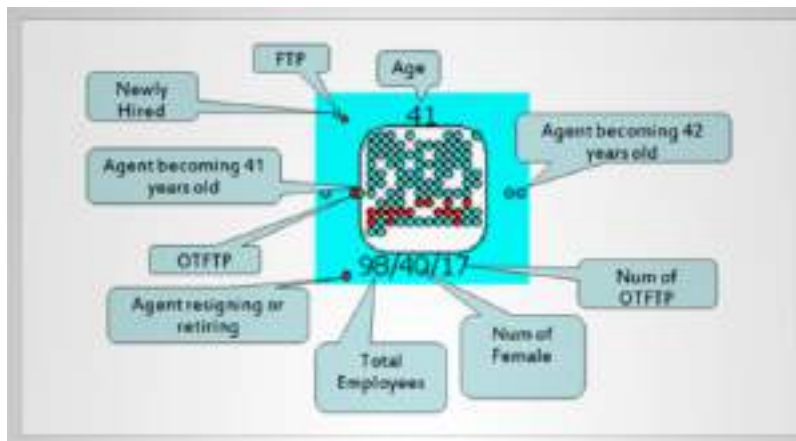 FTP
Age
Newly
Hired
41
Agent becoming 42
years old
Agent becoming 41
years old
OTFTP
98/40/17
Num of
OTFTP
Agent resigning or
retiring
Num of
Female
Total
Employees